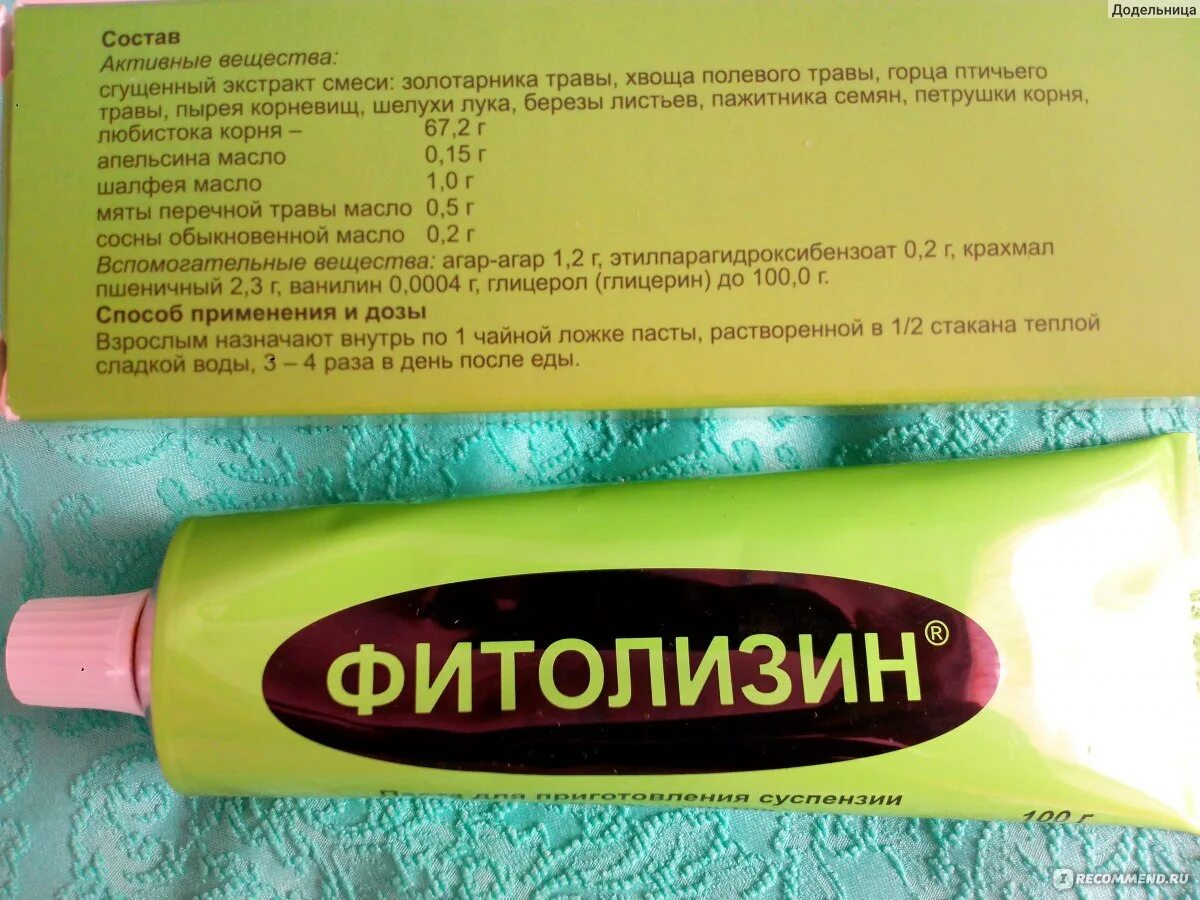 Додельница
Состав
Активные вещества:
сгущенный экстракт смеси: золотарника травы, хвоща полевого травы, горца птичьего
травы, пырея корневищ, шелухи лука, березы листьев, пажитника семян, петрушки корня,
любистока корня – 67,2 г
апельсина масло 0,15 г
шалфея масло 1,0 г
мяты перечной травы масло 0,5 г
сосны обыкновенной масло 0,2 г
Вспомогательные вещества: агар-агар 1,2 г, этилпарагидроксибензоат 0,2 г, крахмал
пшеничный 2,3 г, ванилин 0,0004 г, глицерол (глицерин) до 100,0 г.
Способ применения и дозы
Взрослым назначают внутрь по 1 чайной ложке пасты, растворенной в 1/2 стакана теплой
сладкой воды, 3 – 4 раза в день после еды.
ФИТОЛИЗИН®
Паста для приготовления суспензии
100 г
IRECOMMEND.RU